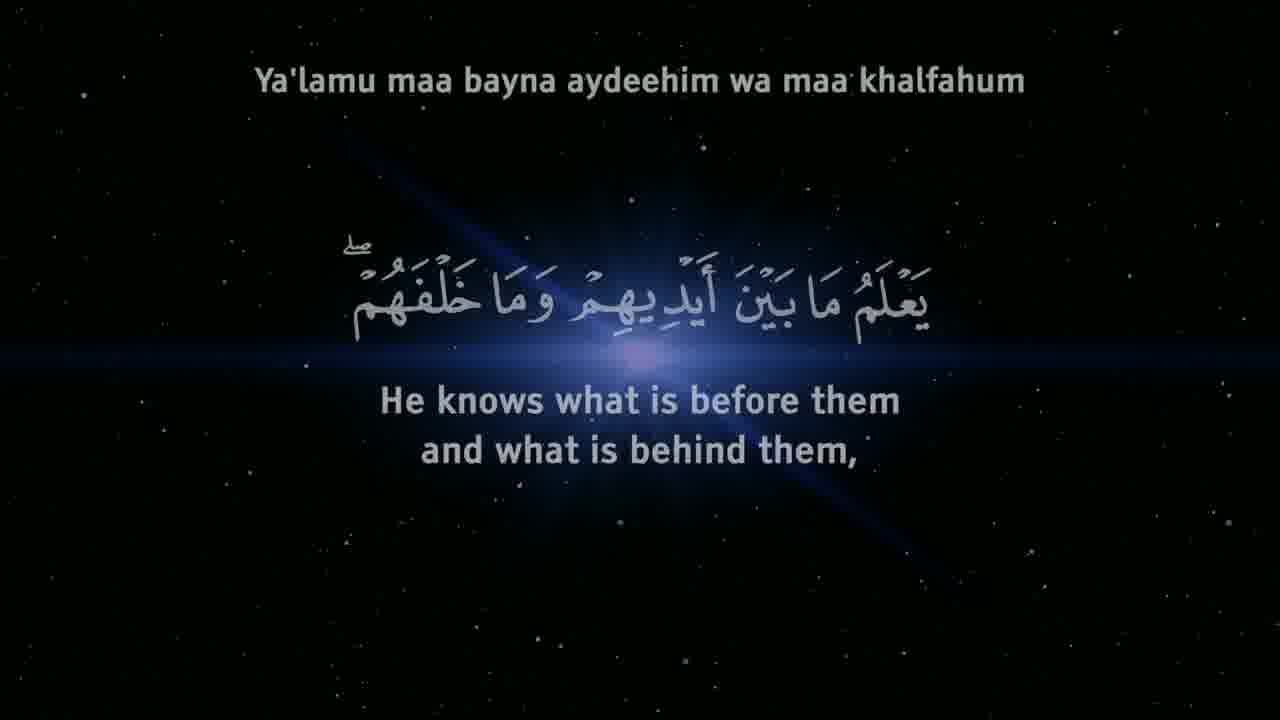 Ya'lamu maa bayna aydeehim wa maa khalfahum
يَعْلَمُ مَا بَيْنَ أَيْدِيهِمْ وَمَا خَلْفَهُمْ ۖ
He knows what is before them
and what is behind them,